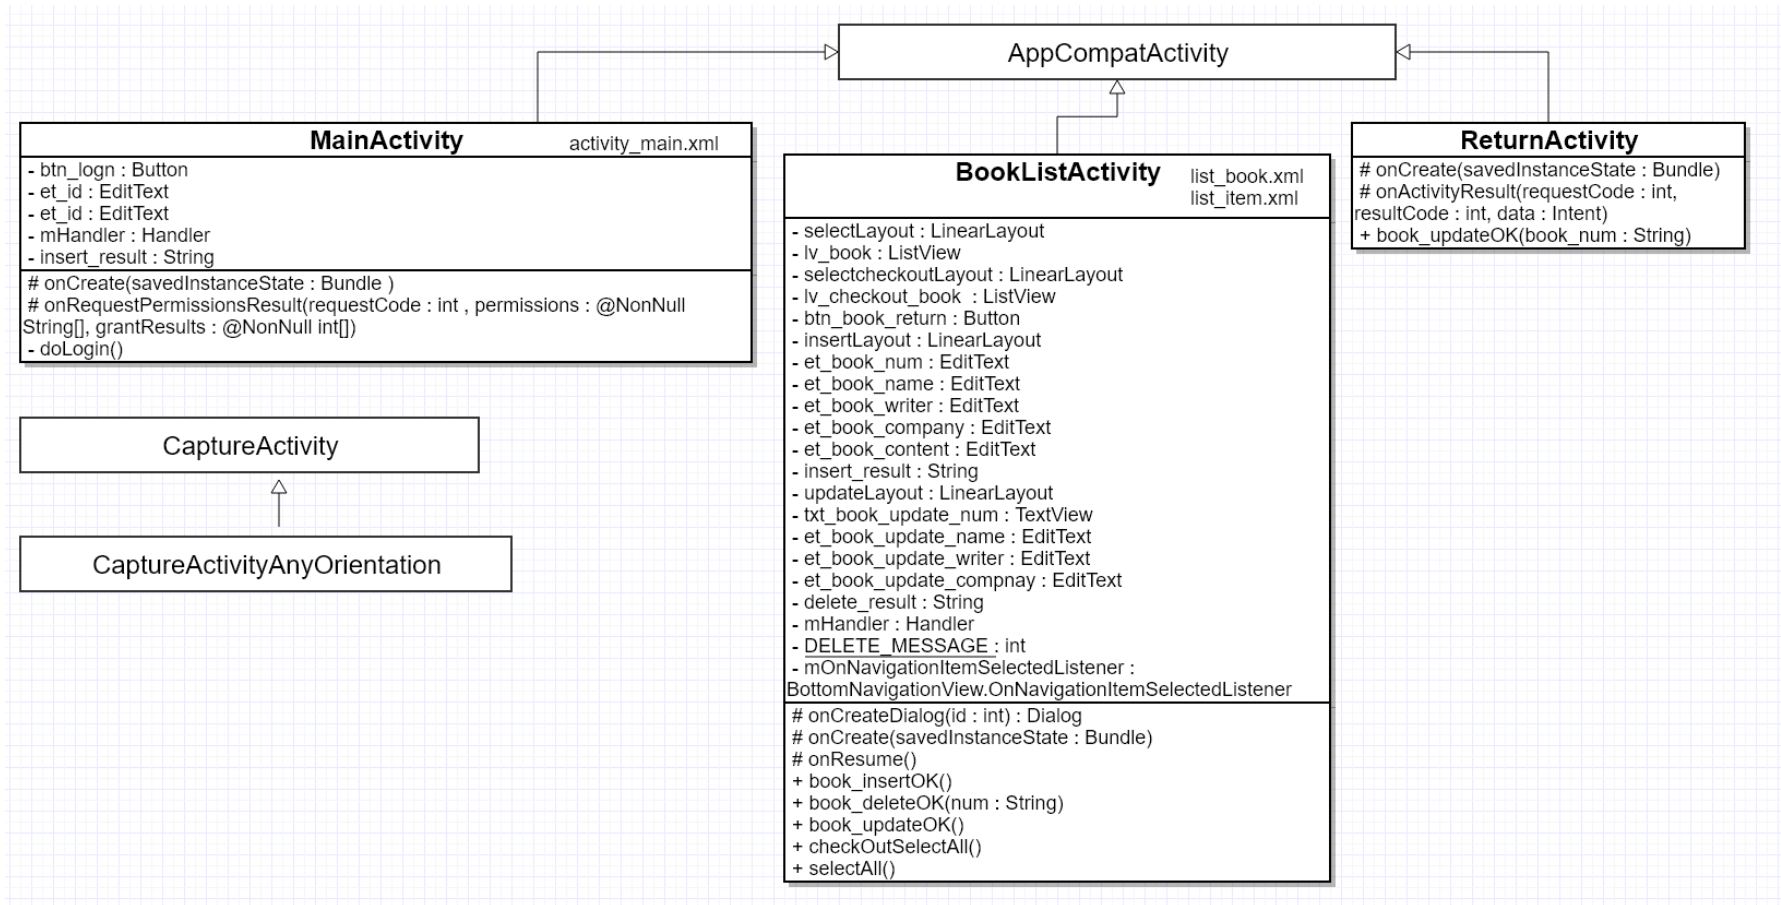 AppCompatActivity
MainActivity
activity_main.xml
- btn_logn : Button
- et_id : EditText
- et_id : EditText
- mHandler : Handler
- insert_result : String
# onCreate(savedInstanceState : Bundle )
# onRequestPermissionsResult(requestCode : int , permissions : @NonNull
String[], grantResults : @NonNull int[])
- doLogin()
CaptureActivity
CaptureActivityAnyOrientation
BookListActivity
list_book.xml
list_item.xml
- selectLayout : LinearLayout
- lv_book : ListView
- selectcheckoutLayout : LinearLayout
- lv_checkout_book  : ListView
- btn_book_return : Button
- insertLayout : LinearLayout
- et_book_num : EditText
- et_book_name : EditText
- et_book_writer : EditText
- et_book_company : EditText
- et_book_content : EditText
- insert_result : String
- updateLayout : LinearLayout
- txt_book_update_num : TextView
- et_book_update_name : EditText
- et_book_update_writer : EditText
- et_book_update_compnay : EditText
- delete_result : String
- mHandler : Handler
- DELETE_MESSAGE : int
- mOnNavigationItemSelectedListener :
BottomNavigationView.OnNavigationItemSelectedListener
# onCreateDialog(id : int) : Dialog
# onCreate(savedInstanceState : Bundle)
# onResume()
+ book_insertOK()
+ book_deleteOK(num : String)
+ book_updateOK()
+ checkOutSelectAll()
+ selectAll()
ReturnActivity
# onCreate(savedInstanceState : Bundle)
# onActivityResult(requestCode : int,
resultCode : int, data : Intent)
+ book_updateOK(book_num : String)